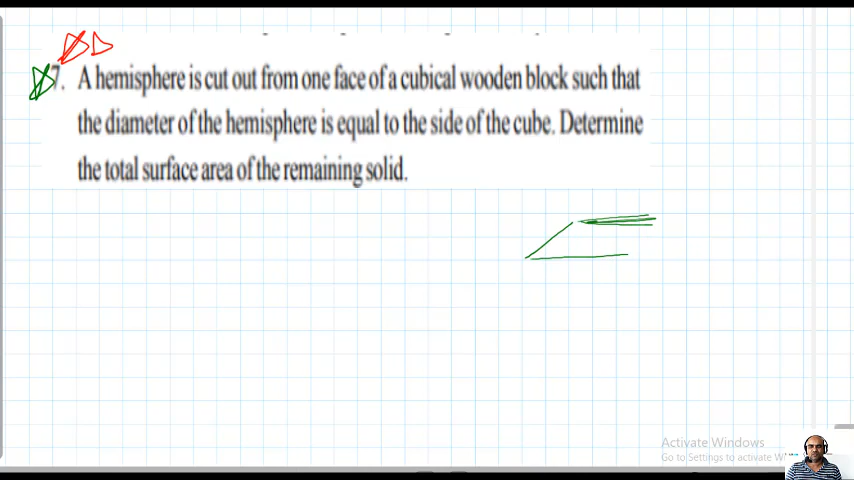 7. A hemisphere is cut out from one face of a cubical wooden block such that
the diameter of the hemisphere is equal to the side of the cube. Determine
the total surface area of the remaining solid.
Activate Windows
Go to Settings to activate